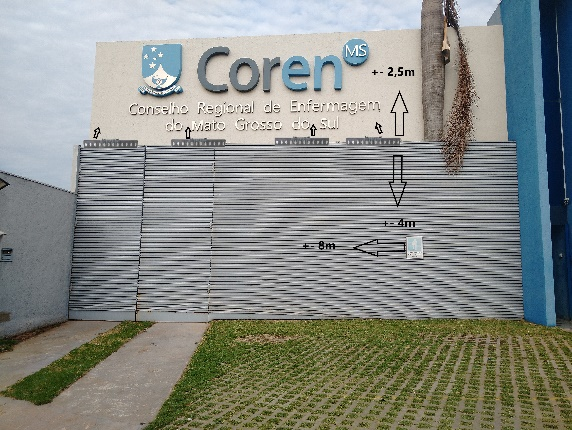 Coren MS
+- 2,5m
Conselho Regional de Enfermagem
do Mato Grosso do Sul
+- 4m
+- 8m